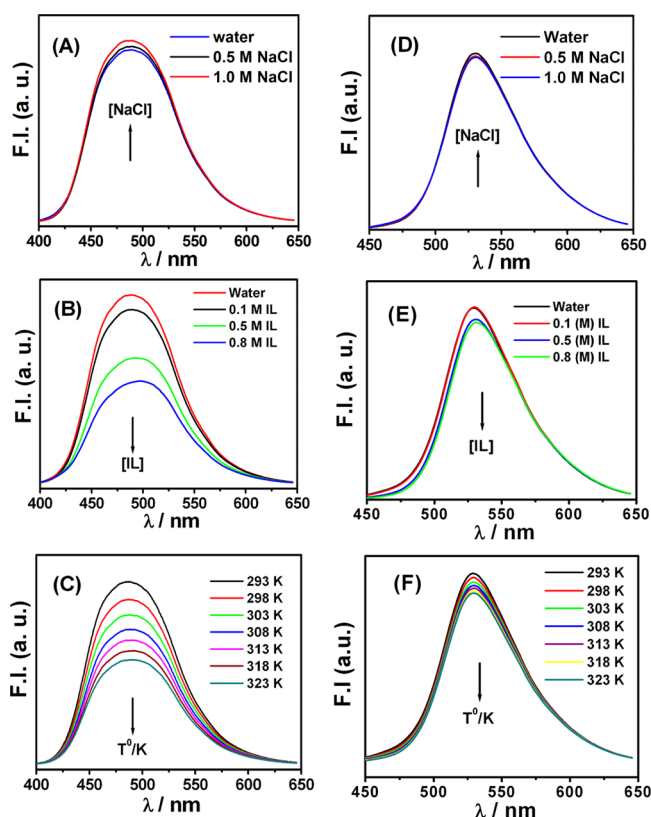 (A)
water
0.5 M NaCl
1.0 M NaCl
[NaCl]
F.I. (a. u.)
400 450 500 550 600 650
λ / nm
(D)
Water
0.5 M NaCl
1.0 M NaCl
[NaCl]
F.I (a.u.)
450 500 550 600 650
λ / nm
(B)
Water
0.1 M IL
0.5 M IL
0.8 M IL
[IL]
F.I. (a. u.)
400 450 500 550 600 650
λ / nm
(E)
Water
0.1 (M) IL
0.5 (M) IL
0.8 (M) IL
[IL]
F.I. (a. u.)
450 500 550 600 650
λ / nm
(C)
293 K
298 K
303 K
308 K
313 K
318 K
323 K
T⁰/K
F.I. (a. u.)
400 450 500 550 600 650
λ / nm
(F)
293 K
298 K
303 K
308 K
313 K
318 K
323 K
T⁰/K
F.I (a.u.)
450 500 550 600 650
λ / nm